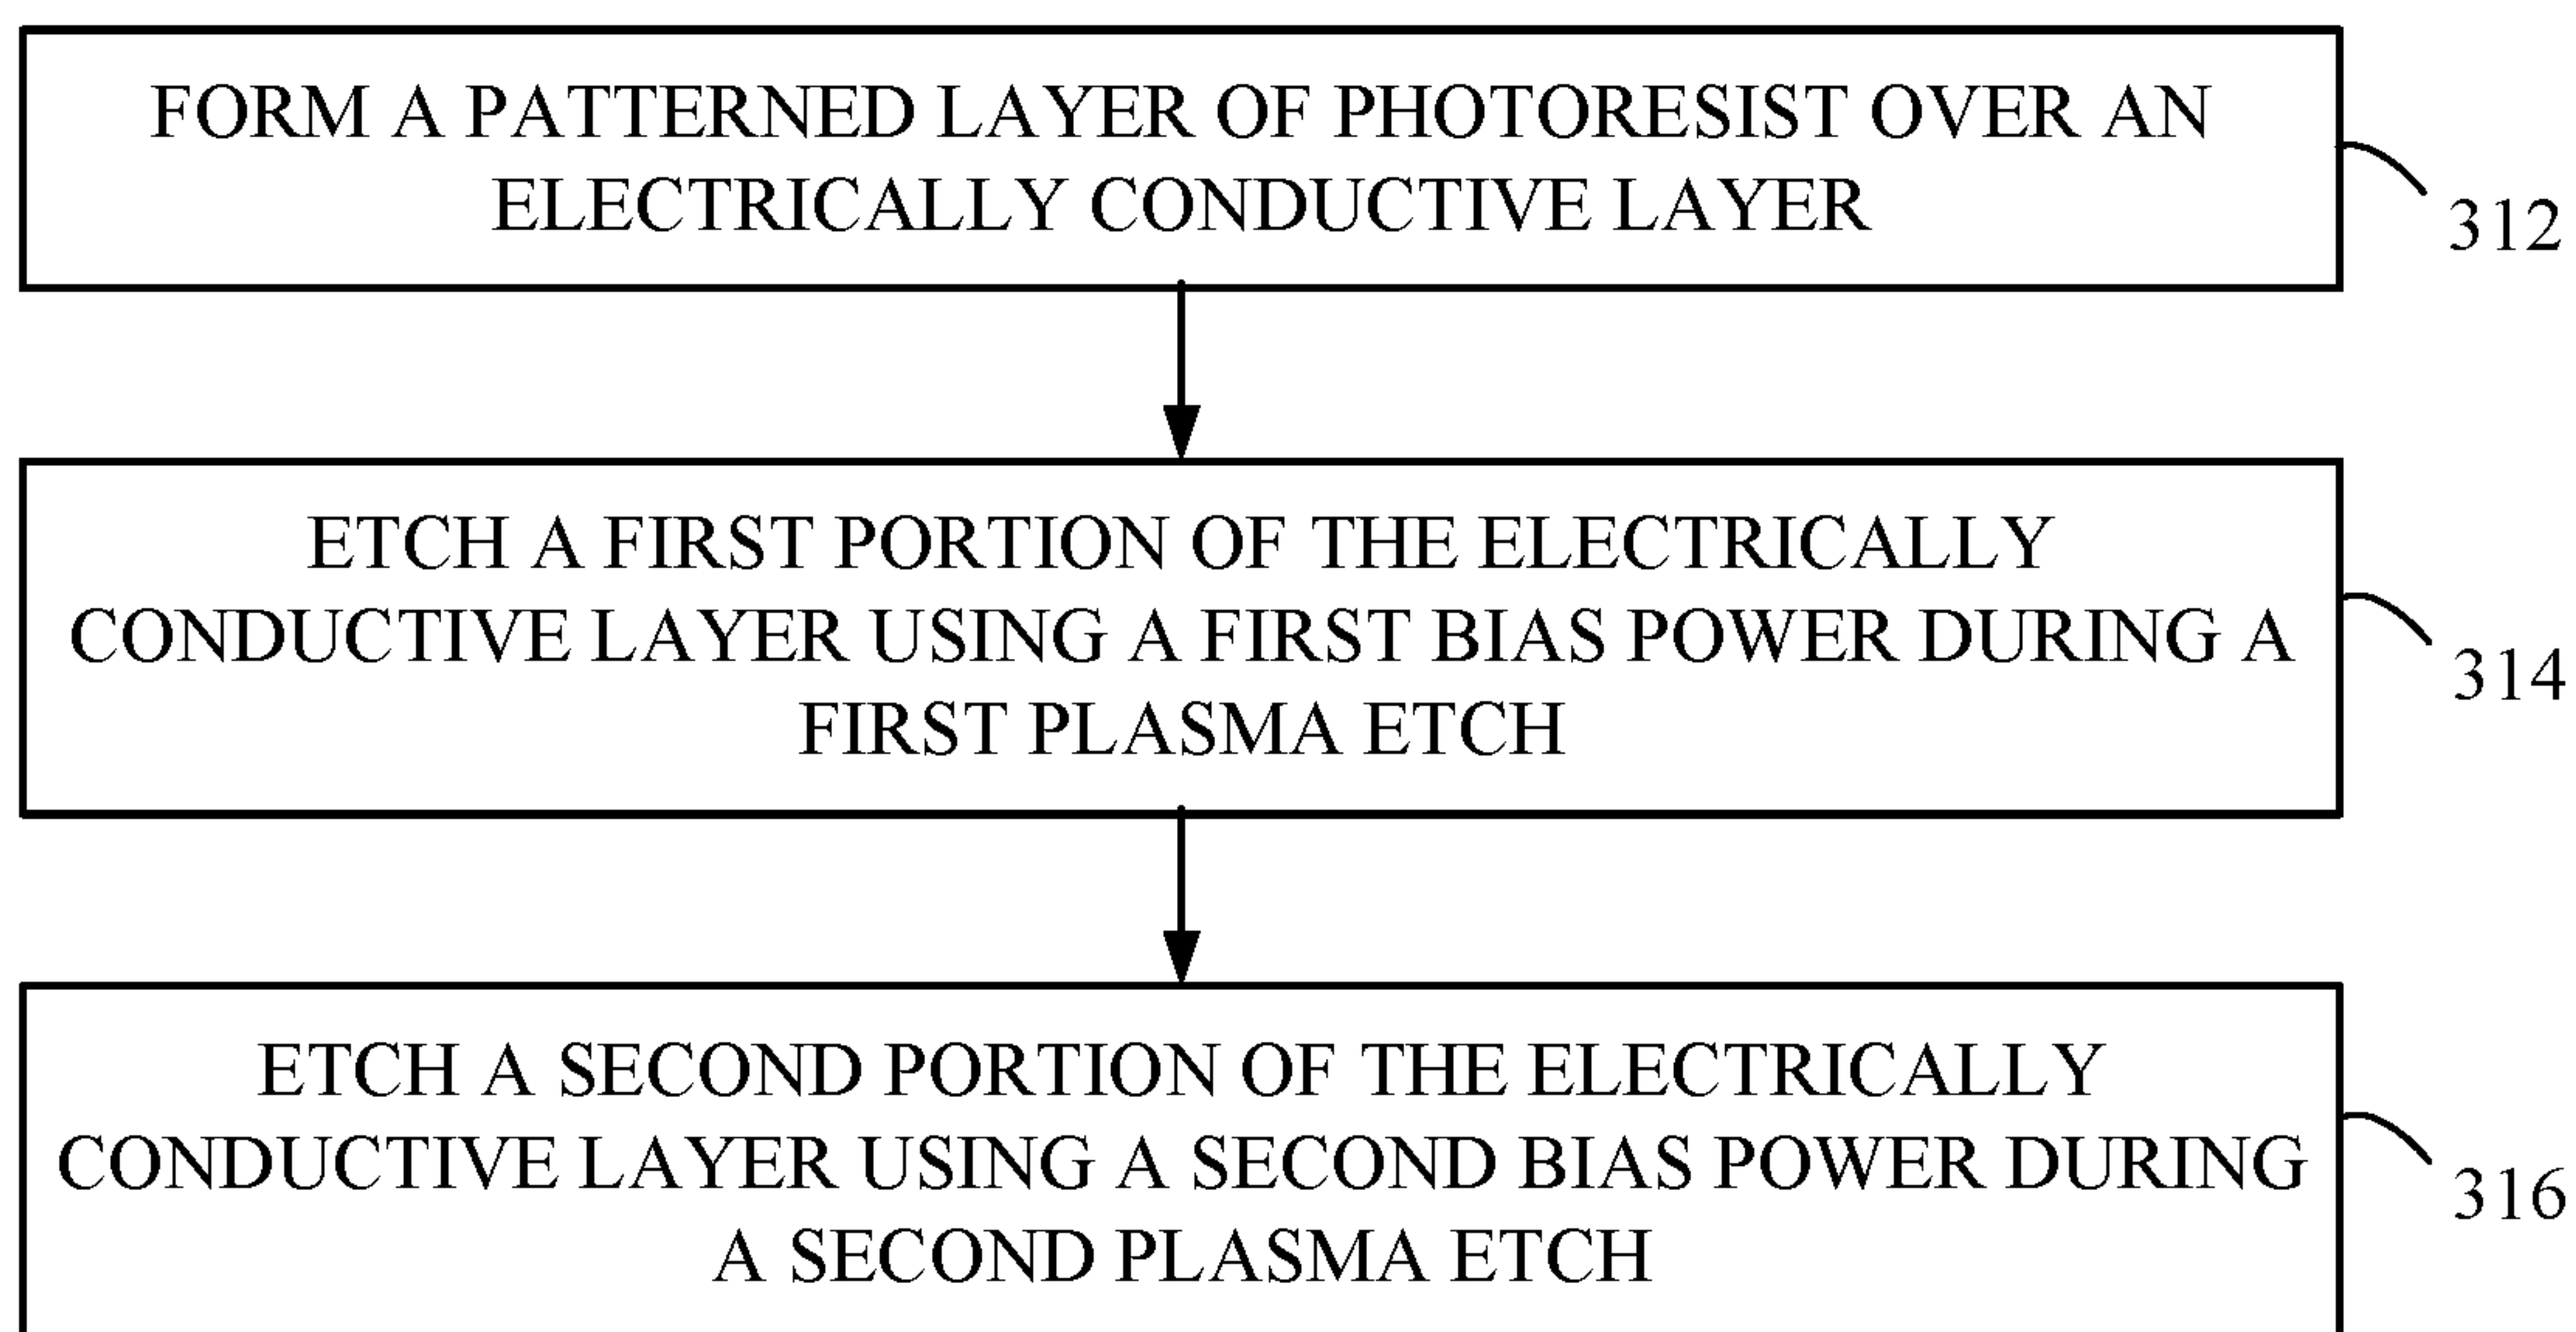 FORM A PATTERNED LAYER OF PHOTORESIST OVER AN
ELECTRICALLY CONDUCTIVE LAYER
312
ETCH A FIRST PORTION OF THE ELECTRICALLY
CONDUCTIVE LAYER USING A FIRST BIAS POWER DURING A
FIRST PLASMA ETCH
314
ETCH A SECOND PORTION OF THE ELECTRICALLY
CONDUCTIVE LAYER USING A SECOND BIAS POWER DURING
A SECOND PLASMA ETCH
316